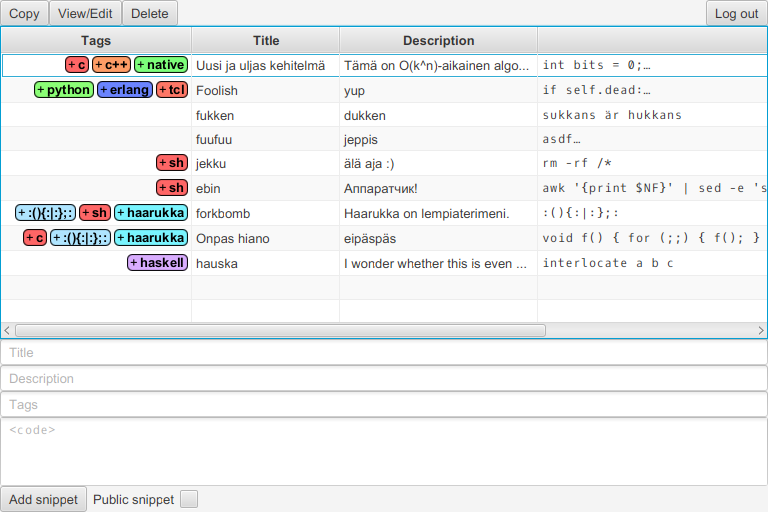 Copy View/Edit Delete Log out
Tags Title Description
+ c + c++ + native Uusi ja uljas kehitelmä Tämä on O(k^n)-aikainen algo... int bits = 0;…
+ python + erlang + tcl Foolish yup if self.dead:…
fukken dukken sukkans är hukkans
fuufuu jeppis asdf…
+ sh jekku älä aja :) rm -rf /*
+ sh ebin Аппаратчик! awk '{print $NF}' | sed -e 's
+ :(){:|:};: + sh + haarukka forkbomb Haarukka on lempiaterimeni. :(){:|:};:
+ c + :(){:|:};: + haarukka Onpas hiano eipäspäs void f() { for (;;) { f(); }
+ haskell hauska I wonder whether this is even ... interlocate a b c
Title
Description
Tags
<code>
Add snippet Public snippet